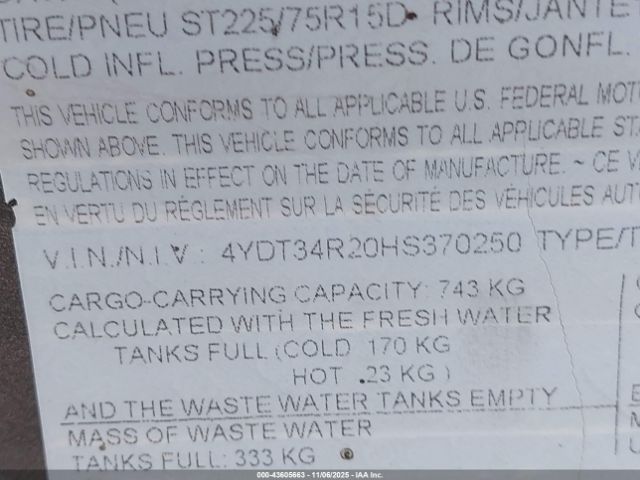 TIRE/PNEU ST225/75R15D- RIMS/JANTE
COLD INFL. PRESS/PRESS. DE GONFL.
THIS VEHICLE CONFORMS TO ALL APPLICABLE U.S. FEDERAL MOT
SHOWN ABOVE. THIS VEHICLE CONFORMS TO ALL APPLICABLE ST
REGULATIONS IN EFFECT ON THE DATE OF MANUFACTURE. ~ CE V
EN VERTU DU RÉGLEMENT SUR LA SÉCURITÉ DES VÉHICULES AUT
V.I.N./N.I.V : 4YDT34R20HS370250 TYPE/T
CARGO-CARRYING CAPACITY: 743 KG
CALCULATED WITH THE FRESH WATER
TANKS FULL (COLD 170 KG
HOT .23 KG )
AND THE WASTE WATER TANKS EMPTY
MASS OF WASTE WATER
TANKS FULL: 333 KG
© IAA - 43605663 - 11/06/2025 - IAAI.COM